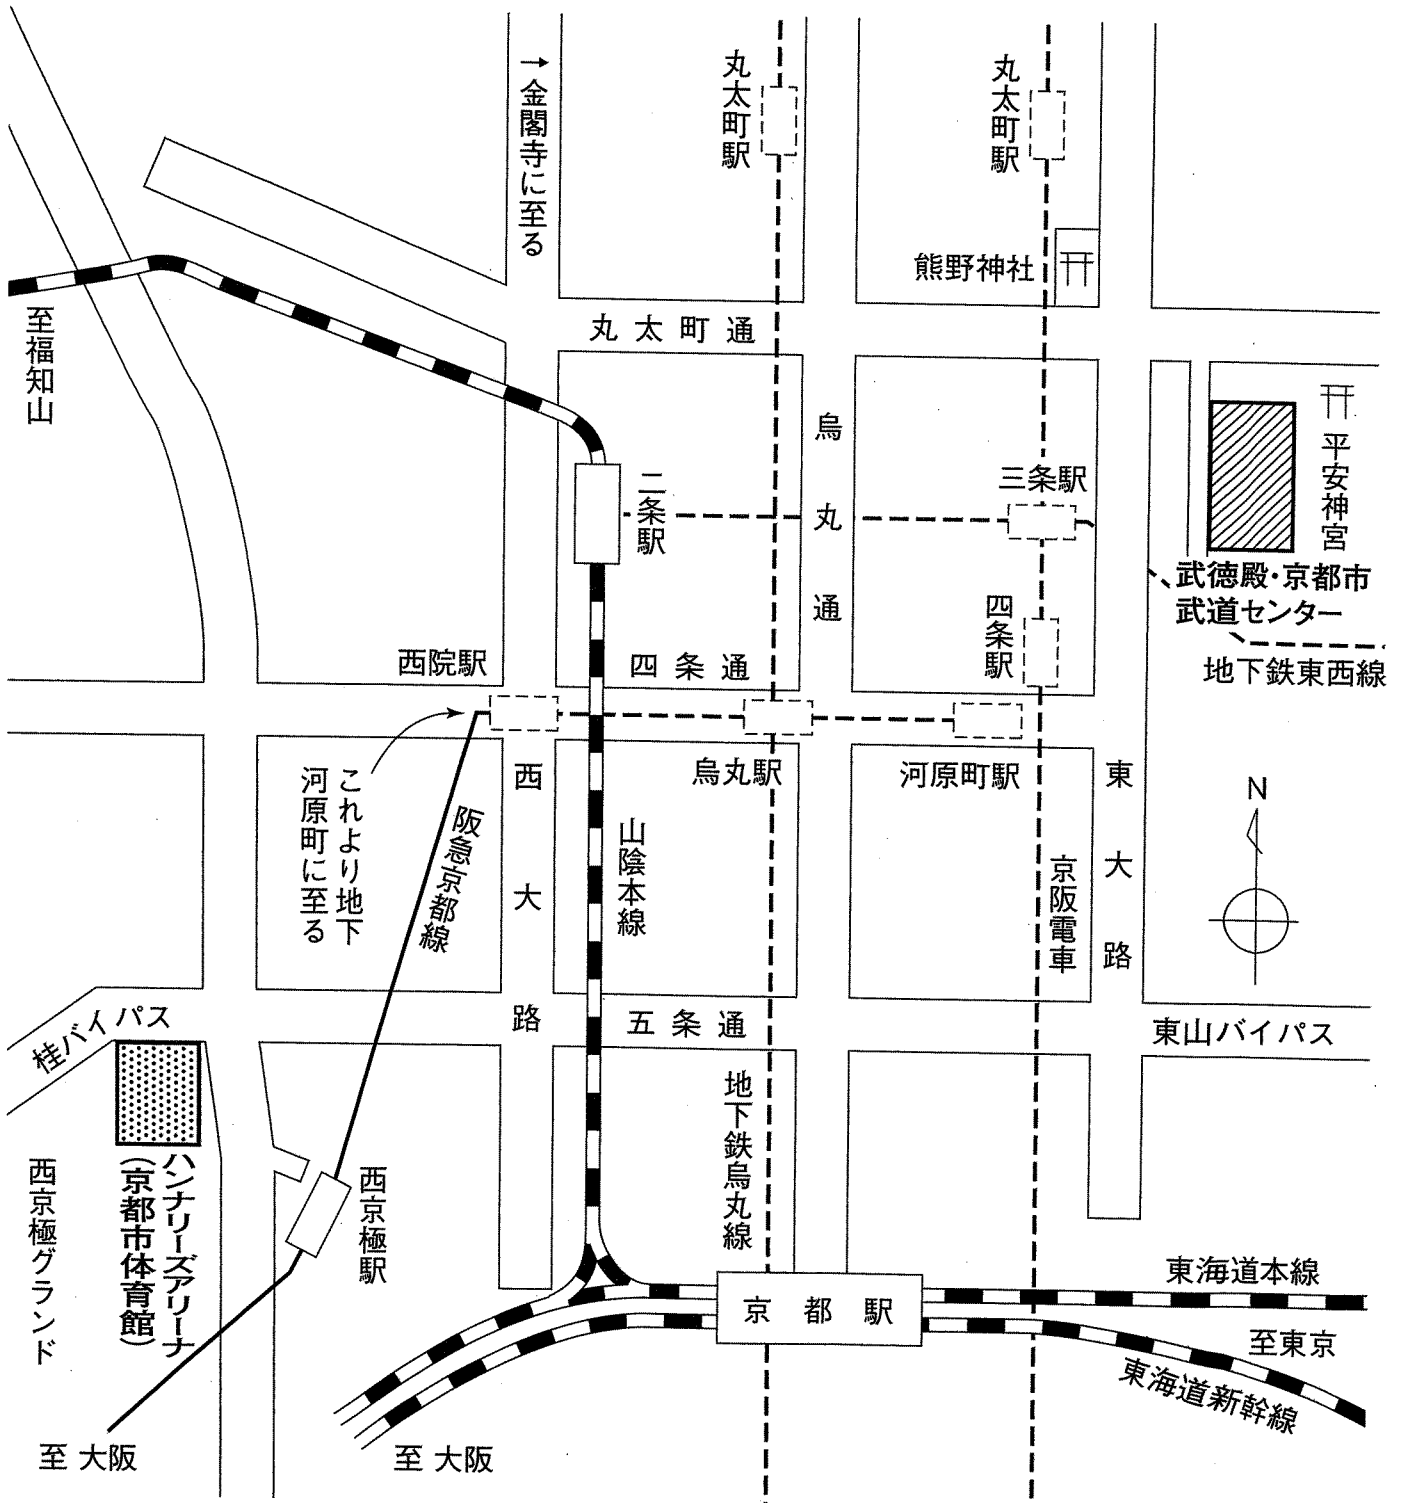 →金閣寺に至る
丸太町駅
丸太町駅
熊野神社
至福知山
丸太町通
烏丸通
平安神宮
二条駅
三条駅
武徳殿・京都市
武道センター
地下鉄東西線
四条駅
西院駅
四条通
烏丸駅
河原町駅
これより地下
河原町に至る
阪急京都線
西大路
山陰本線
京阪電車
東大路
N
桂バイパス
五条通
東山バイパス
地下鉄烏丸線
西京極グランド
ハンナリーズアリーナ
(京都市体育館)
西京極駅
京都駅
東海道本線
至東京
東海道新幹線
至 大阪
至 大阪